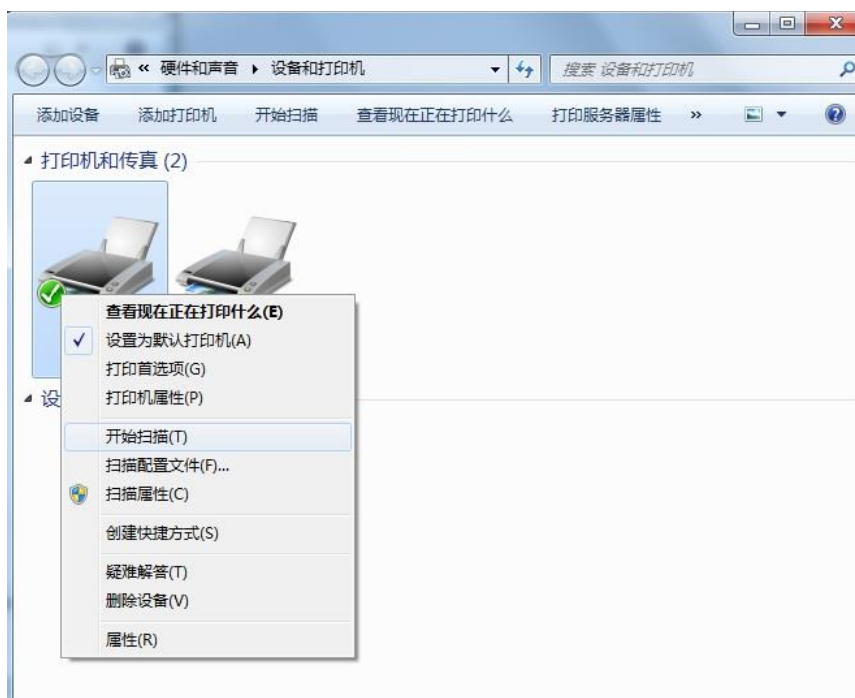 « 硬件和声音 ▸ 设备和打印机
搜索 设备和打印机
添加设备 添加打印机 开始扫描 查看现在正在打印什么 打印服务器属性 »
打印机和传真 (2)
查看现在正在打印什么(E)
设置为默认打印机(A)
打印首选项(G)
打印机属性(P)
设
开始扫描(T)
扫描配置文件(F)...
扫描属性(C)
创建快捷方式(S)
疑难解答(T)
删除设备(V)
属性(R)